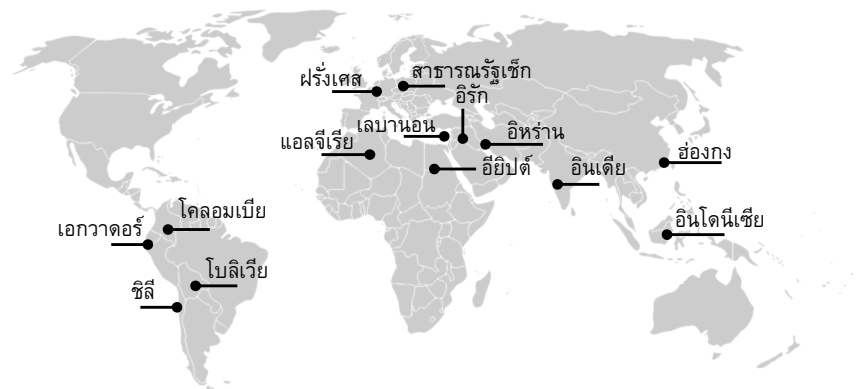 สาธารณรัฐเช็ก
ฝรั่งเศส
อิรัก
เลบานอน
อิหร่าน
แอลจีเรีย
ฮ่องกง
อียิปต์
อินเดีย
โคลอมเบีย
อินโดนีเซีย
เอกวาดอร์
โบลิเวีย
ชิลี